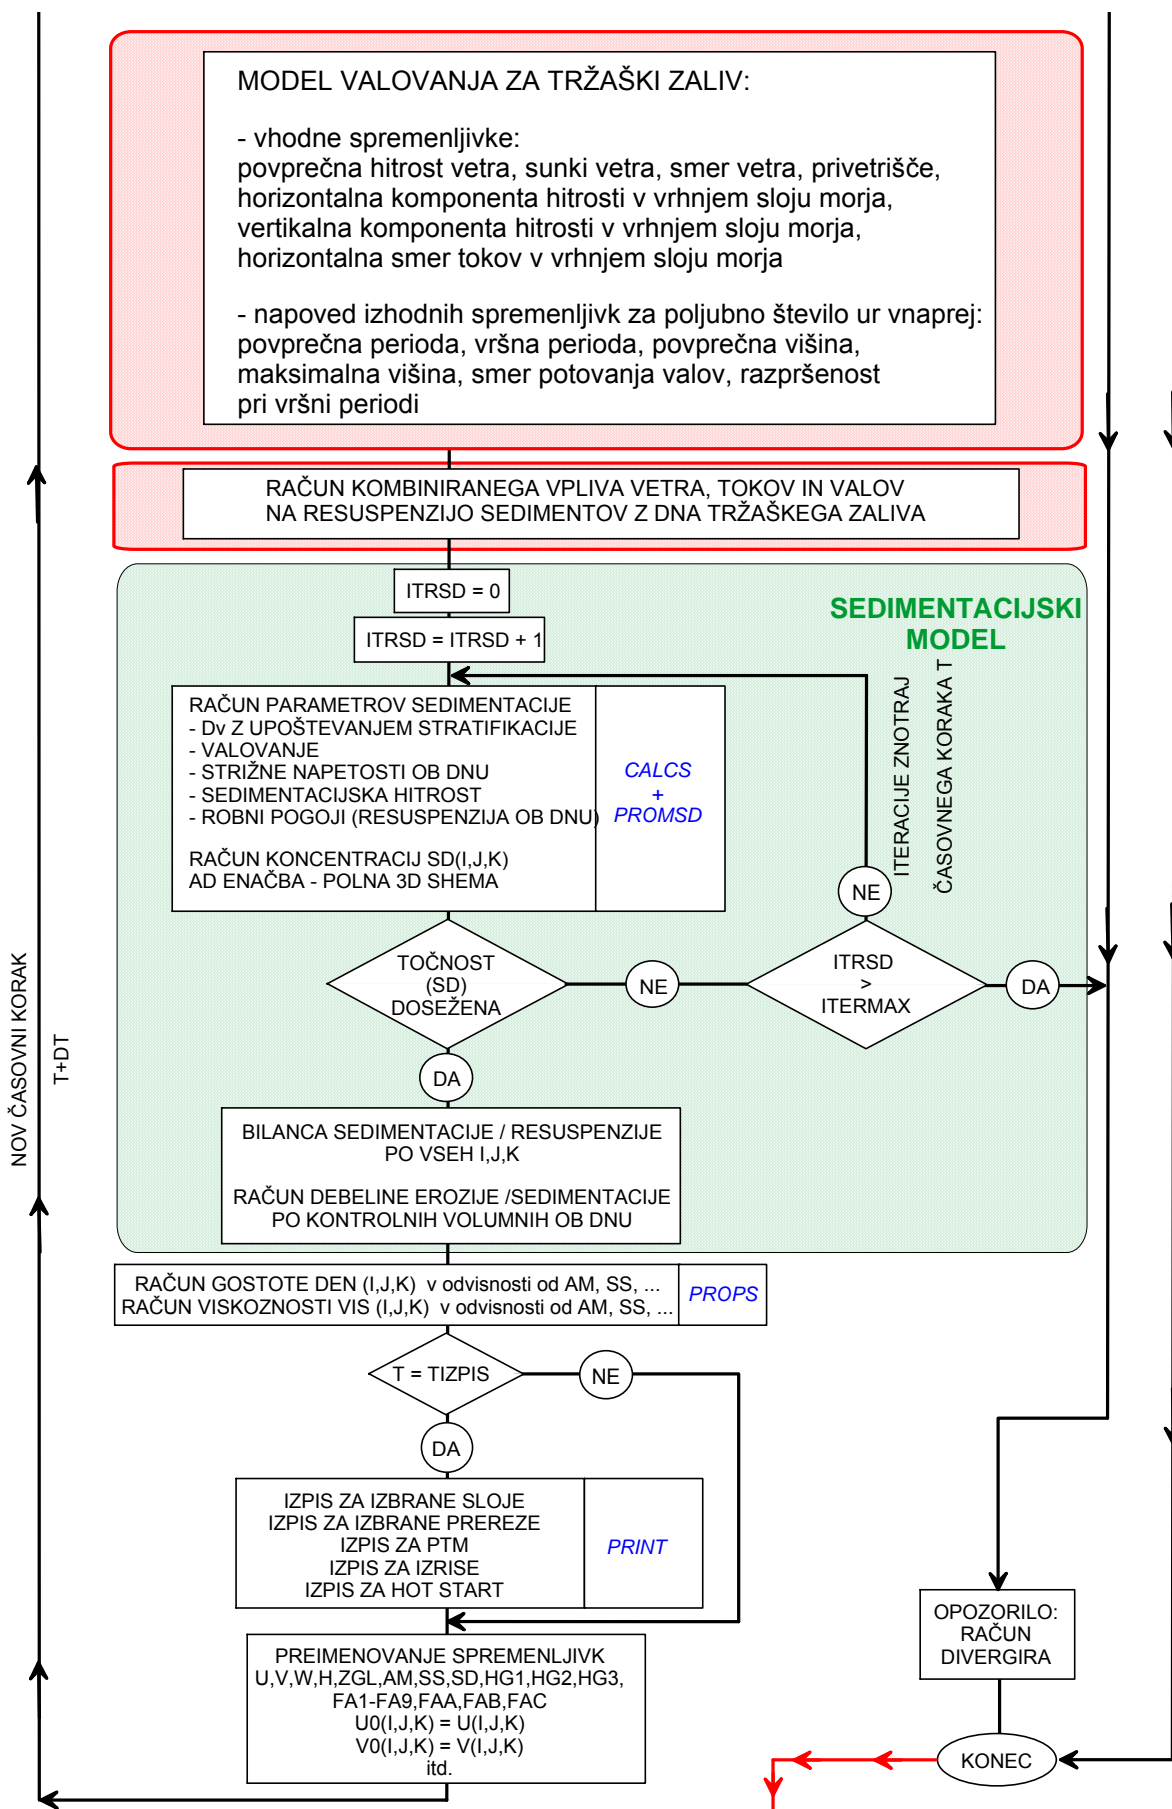 MODEL VALOVANJA ZA TRŽAŠKI ZALIV:
- vhodne spremenljivke:
povprečna hitrost vetra, sunki vetra, smer vetra, privetrišče,
horizontalna komponenta hitrosti v vrhnjem sloju morja,
vertikalna komponenta hitrosti v vrhnjem sloju morja,
horizontalna smer tokov v vrhnjem sloju morja
- napoved izhodnih spremenljivk za poljubno število ur vnaprej:
povprečna perioda, vršna perioda, povprečna višina,
maksimalna višina, smer potovanja valov, razpršenost
pri vršni periodi
RAČUN KOMBINIRANEGA VPLIVA VETRA, TOKOV IN VALOV
NA RESUSPENZIJO SEDIMENTOV Z DNA TRŽAŠKEGA ZALIVA
ITRSD = 0
ITRSD = ITRSD + 1
SEDIMENTACIJSKI
MODEL
RAČUN PARAMETROV SEDIMENTACIJE
- Dv Z UPOŠTEVANJEM STRATIFIKACIJE
- VALOVANJE
- STRIŽNE NAPETOSTI OB DNU
- SEDIMENTACIJSKA HITROST
- ROBNI POGOJI (RESUSPENZIJA OB DNU)
RAČUN KONCENTRACIJ SD(I,J,K)
AD ENAČBA - POLNA 3D SHEMA
CALCS
+
PROMSD
ITERACIJE ZNOTRAJ
ČASOVNEGA KORAKA T
NE
TOČNOST
(SD)
DOSEŽENA
NE
ITRSD
>
ITERMAX
DA
DA
NOV ČASOVNI KORAK
T+DT
BILANCA SEDIMENTACIJE / RESUSPENZIJE
PO VSEH I,J,K
RAČUN DEBELINE EROZIJE /SEDIMENTACIJE
PO KONTROLNIH VOLUMNIH OB DNU
RAČUN GOSTOTE DEN (I,J,K) v odvisnosti od AM, SS, ...
RAČUN VISKOZNOSTI VIS (I,J,K) v odvisnosti od AM, SS, ...
PROPS
T = TIZPIS
NE
DA
IZPIS ZA IZBRANE SLOJE
IZPIS ZA IZBRANE PREREZE
IZPIS ZA PTM
IZPIS ZA IZRISE
IZPIS ZA HOT START
PRINT
PREIMENOVANJE SPREMENLJIVK
U,V,W,H,ZGL,AM,SS,SD,HG1,HG2,HG3,
FA1-FA9,FAA,FAB,FAC
U0(I,J,K) = U(I,J,K)
V0(I,J,K) = V(I,J,K)
itd.
OPOZORILO:
RAČUN
DIVERGIRA
KONEC